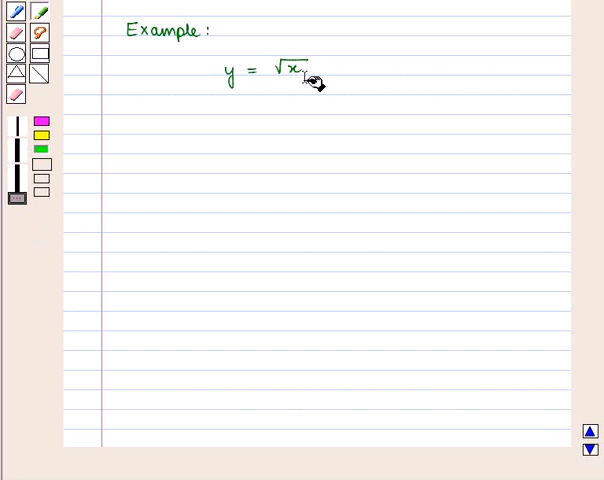 Example :
y = √x